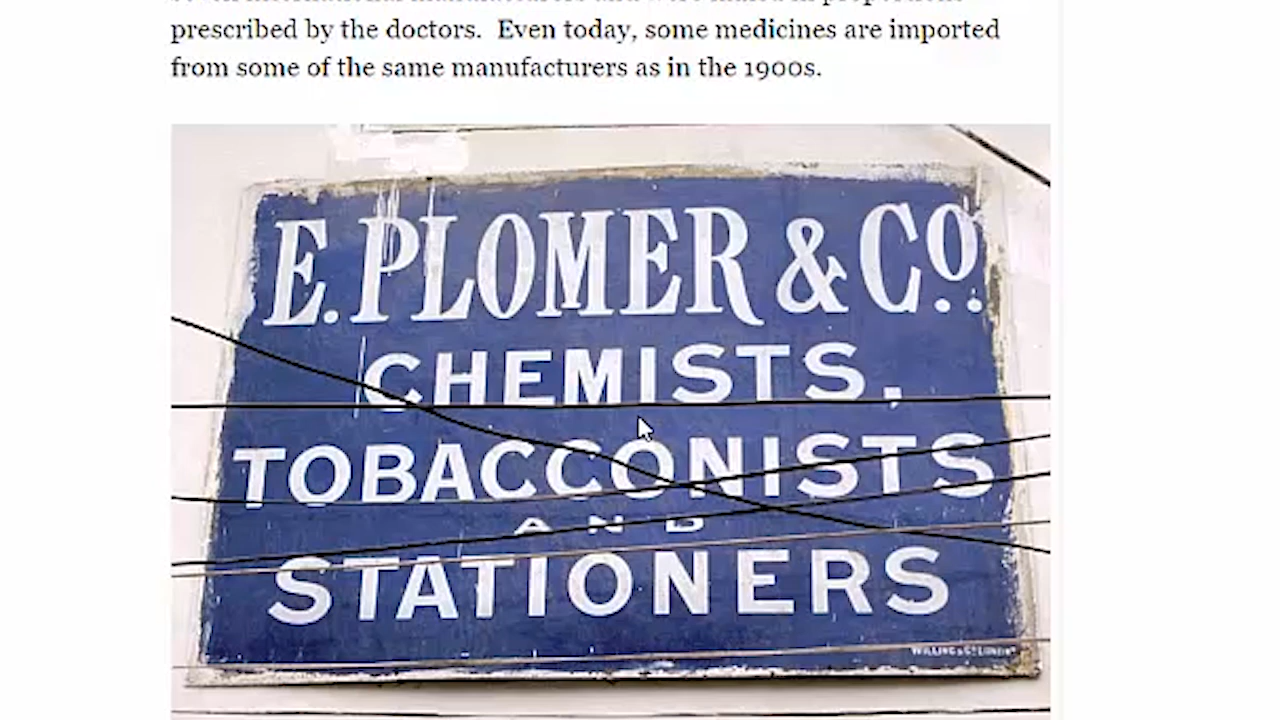 prescribed by the doctors. Even today, some medicines are imported
from some of the same manufacturers as in the 1900s.
E. PLOMER & CO.
CHEMISTS,
TOBACCONISTS
AND
STATIONERS